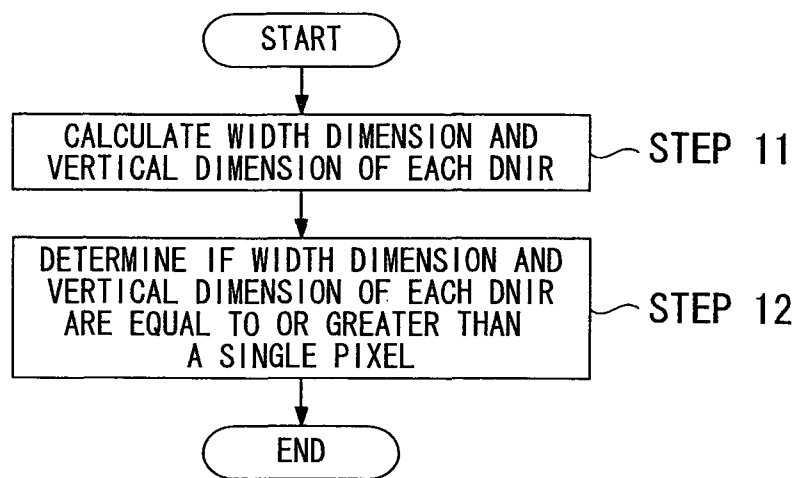 START
CALCULATE WIDTH DIMENSION AND
VERTICAL DIMENSION OF EACH DNIR
STEP 11
DETERMINE IF WIDTH DIMENSION AND
VERTICAL DIMENSION OF EACH DNIR
ARE EQUAL TO OR GREATER THAN
A SINGLE PIXEL
STEP 12
END